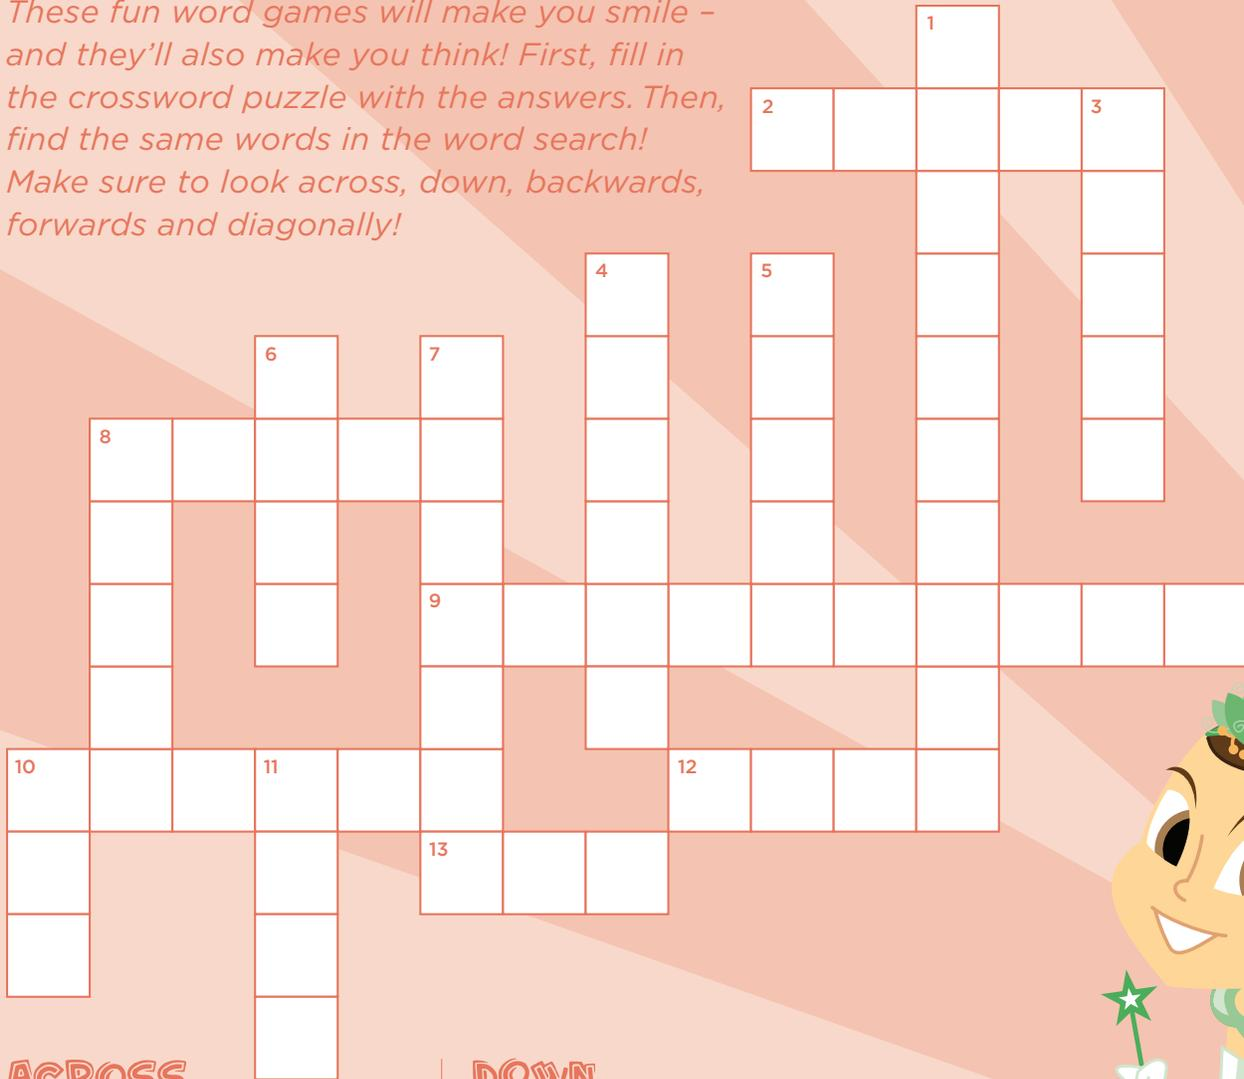 These fun word games will make you smile –
and they’ll also make you think! First, fill in
the crossword puzzle with the answers. Then,
find the same words in the word search!
Make sure to look across, down, backwards,
forwards and diagonally!
1
2 3
4 5
6 7
8
9
10 11 12
13
ACROSS DOWN